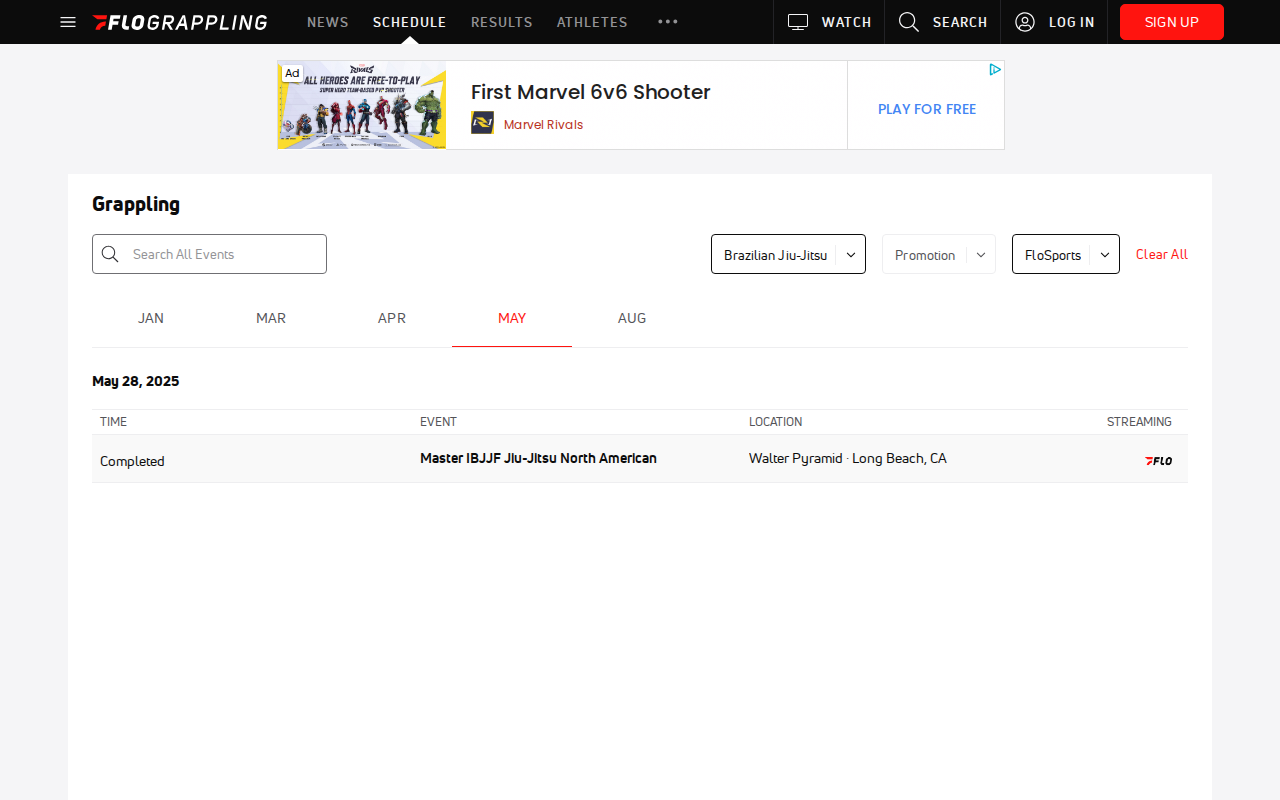 FLOGRAPPLING
NEWS
SCHEDULE
RESULTS
ATHLETES
WATCH
SEARCH
LOG IN
SIGN UP
Ad
RIVALS
ALL HEROES ARE FREE-TO-PLAY
SUPER HERO TEAM-BASED PVP SHOOTER
First Marvel 6v6 Shooter
Marvel Rivals
PLAY FOR FREE
Grappling
Search All Events
Brazilian Jiu-Jitsu
Promotion
FloSports
Clear All
JAN
MAR
APR
MAY
AUG
May 28, 2025
TIME
EVENT
LOCATION
STREAMING
Completed
Master IBJJF Jiu-Jitsu North American
Walter Pyramid · Long Beach, CA
FLO